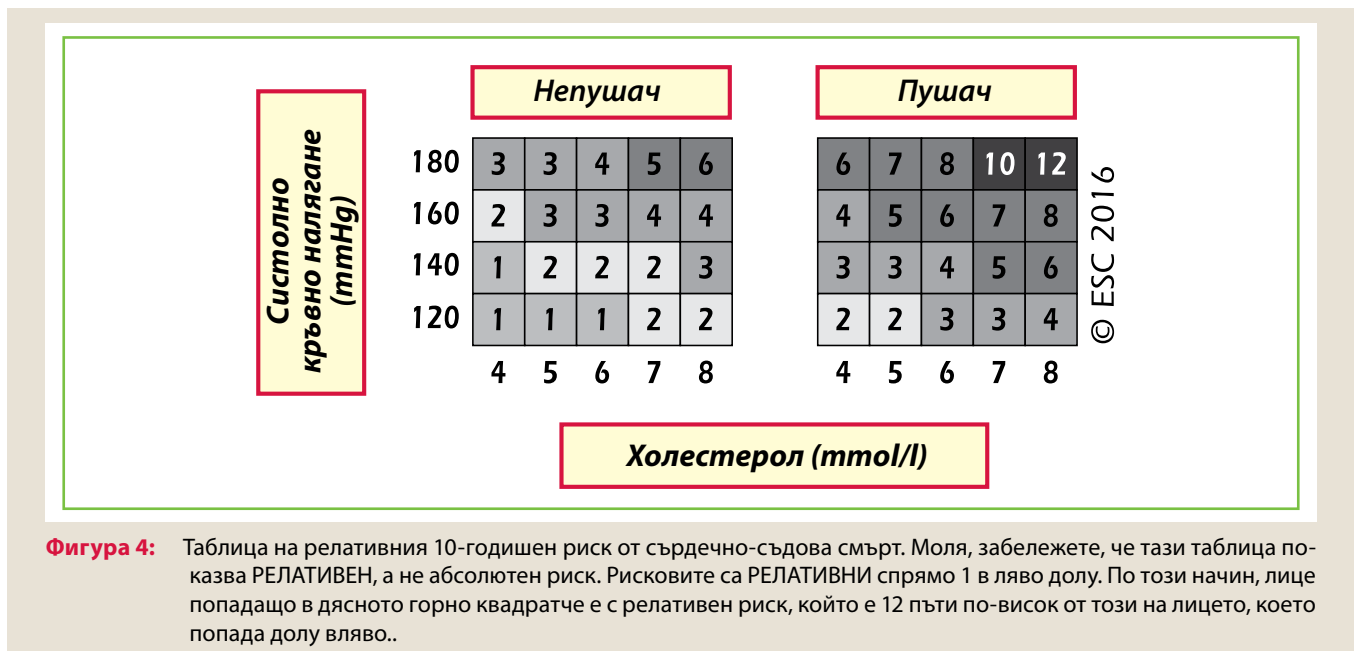 Непушач Пушач
Систолно
кръвно налягане
(mmHg)
180 3 3 4 5 6 6 7 8 10 12
160 2 3 3 4 4 4 5 6 7 8
140 1 2 2 2 3 3 3 4 5 6
120 1 1 1 2 2 2 2 3 3 4
4 5 6 7 8 4 5 6 7 8
© ESC 2016
Холестерол (mmol/l)
Фигура 4: Таблица на релативния 10-годишен риск от сърдечно-съдова смърт. Моля, забележете, че тази таблица по-
казва РЕЛАТИВЕН, а не абсолютен риск. Рисковите са РЕЛАТИВНИ спрямо 1 в ляво долу. По този начин, лице
попадащо в дясното горно квадратче е с релативен риск, който е 12 пъти по-висок от този на лицето, което
попада долу вляво..